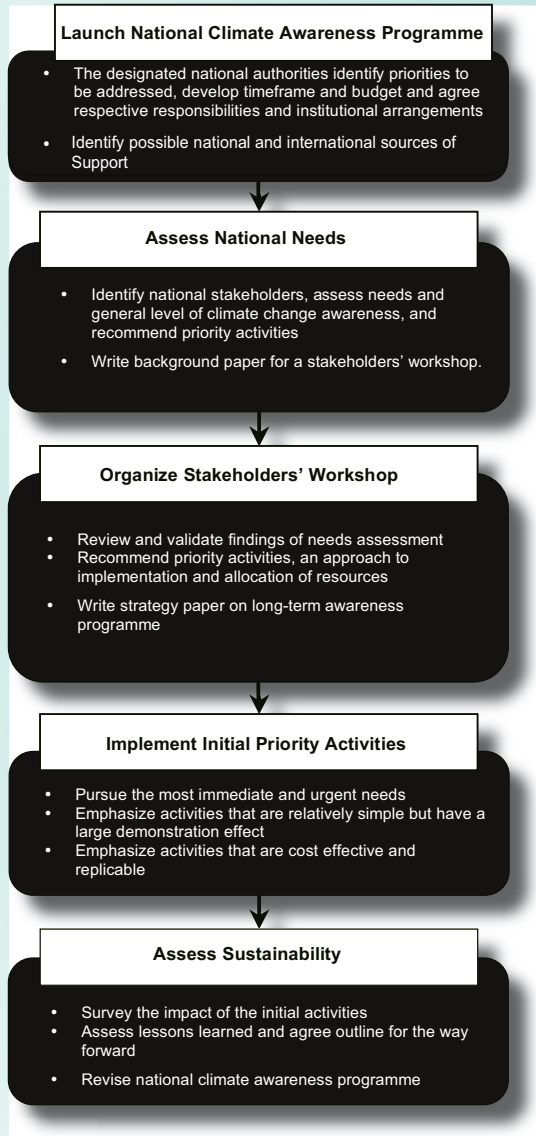 Launch National Climate Awareness Programme
• The designated national authorities identify priorities to
be addressed, develop timeframe and budget and agree
respective responsibilities and institutional arrangements
• Identify possible national and international sources of
Support
Assess National Needs
• Identify national stakeholders, assess needs and
general level of climate change awareness, and
recommend priority activities
• Write background paper for a stakeholders’ workshop.
Organize Stakeholders’ Workshop
• Review and validate findings of needs assessment
• Recommend priority activities, an approach to
implementation and allocation of resources
• Write strategy paper on long-term awareness
programme
Implement Initial Priority Activities
• Pursue the most immediate and urgent needs
• Emphasize activities that are relatively simple but have a
large demonstration effect
• Emphasize activities that are cost effective and
replicable
Assess Sustainability
• Survey the impact of the initial activities
• Assess lessons learned and agree outline for the way
forward
• Revise national climate awareness programme